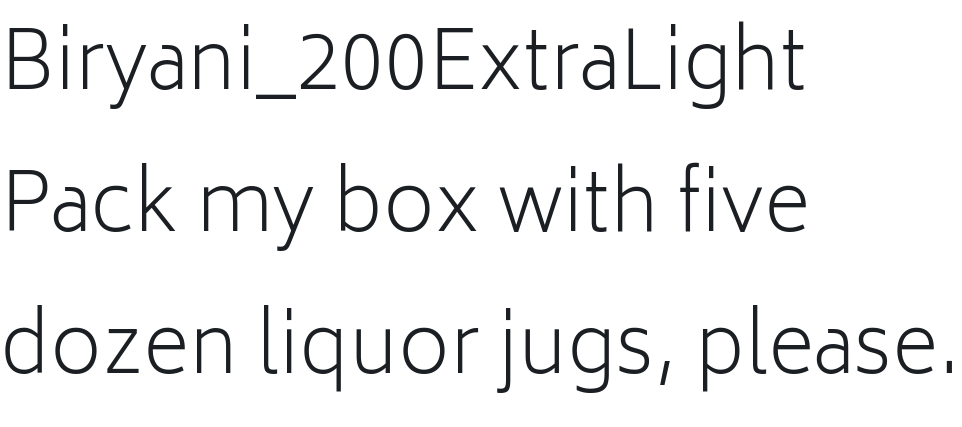 Biryani_200ExtraLight
Pack my box with five
dozen liquor jugs, please.